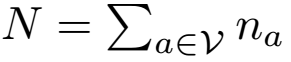 $N = \sum_{a \in \mathcal{V}} n_a$